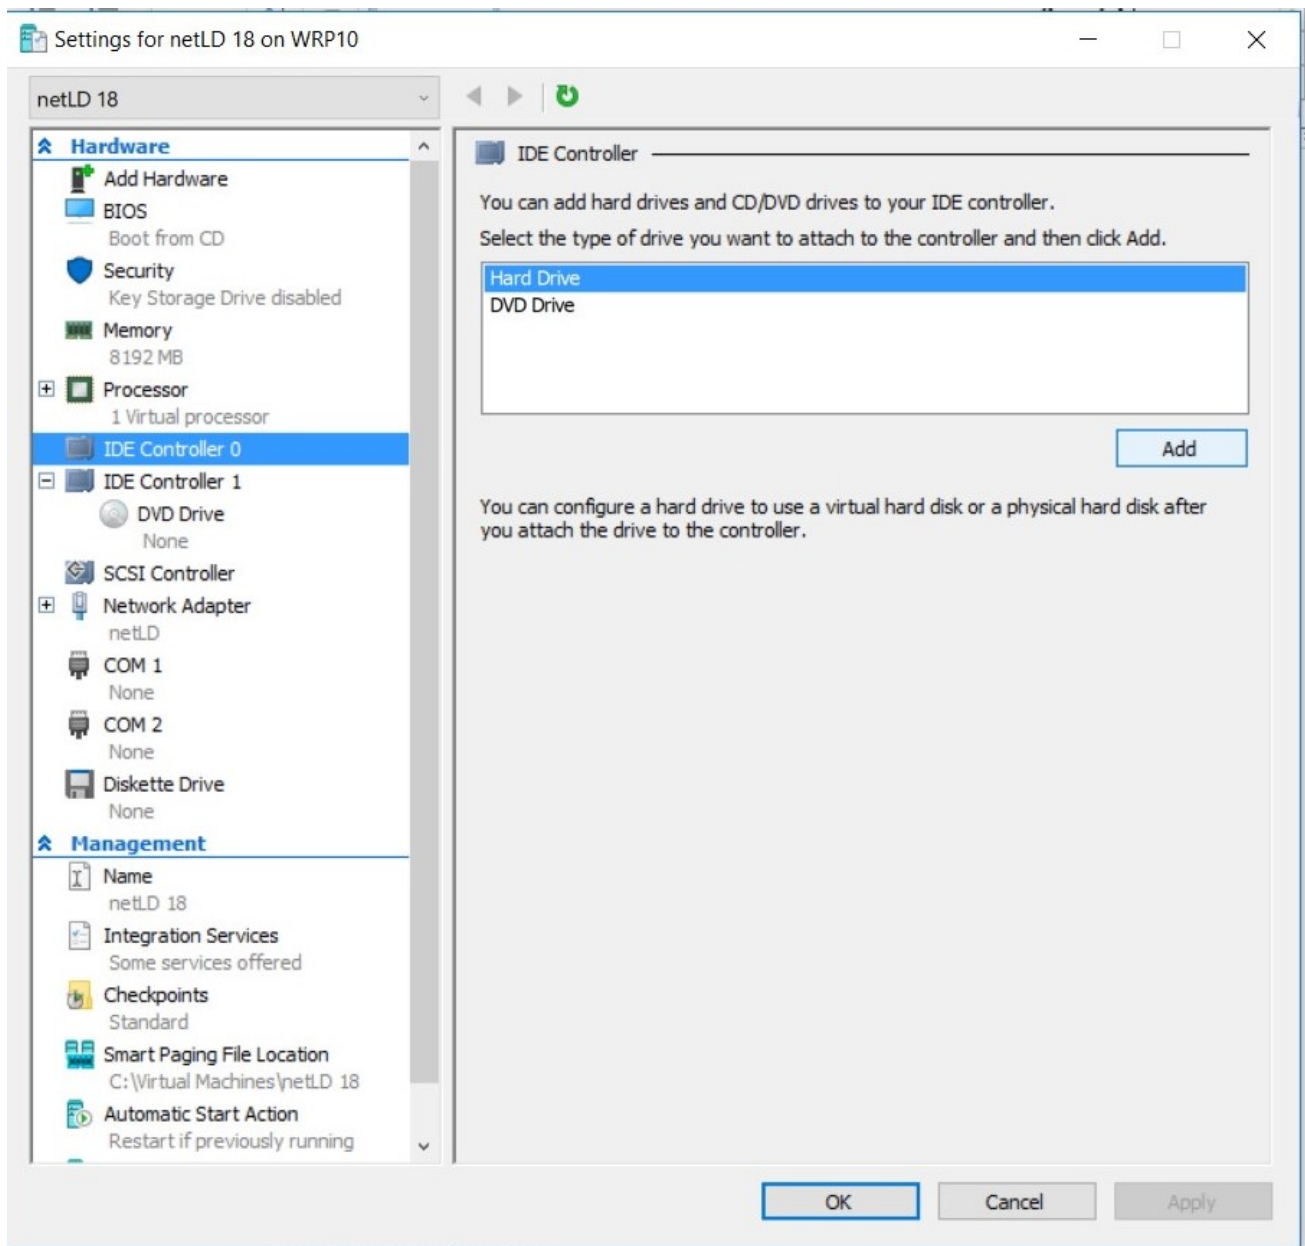 Settings for netLD 18 on WRP10
netLD 18
Hardware
Add Hardware
BIOS
Boot from CD
Security
Key Storage Drive disabled
Memory
8192 MB
Processor
1 Virtual processor
IDE Controller 0
IDE Controller 1
DVD Drive
None
SCSI Controller
Network Adapter
netLD
COM 1
None
COM 2
None
Diskette Drive
None
Management
Name
netLD 18
Integration Services
Some services offered
Checkpoints
Standard
Smart Paging File Location
C:\Virtual Machines\netLD 18
Automatic Start Action
Restart if previously running
IDE Controller
You can add hard drives and CD/DVD drives to your IDE controller.
Select the type of drive you want to attach to the controller and then click Add.
Hard Drive
DVD Drive
Add
You can configure a hard drive to use a virtual hard disk or a physical hard disk after
you attach the drive to the controller.
OK
Cancel
Apply